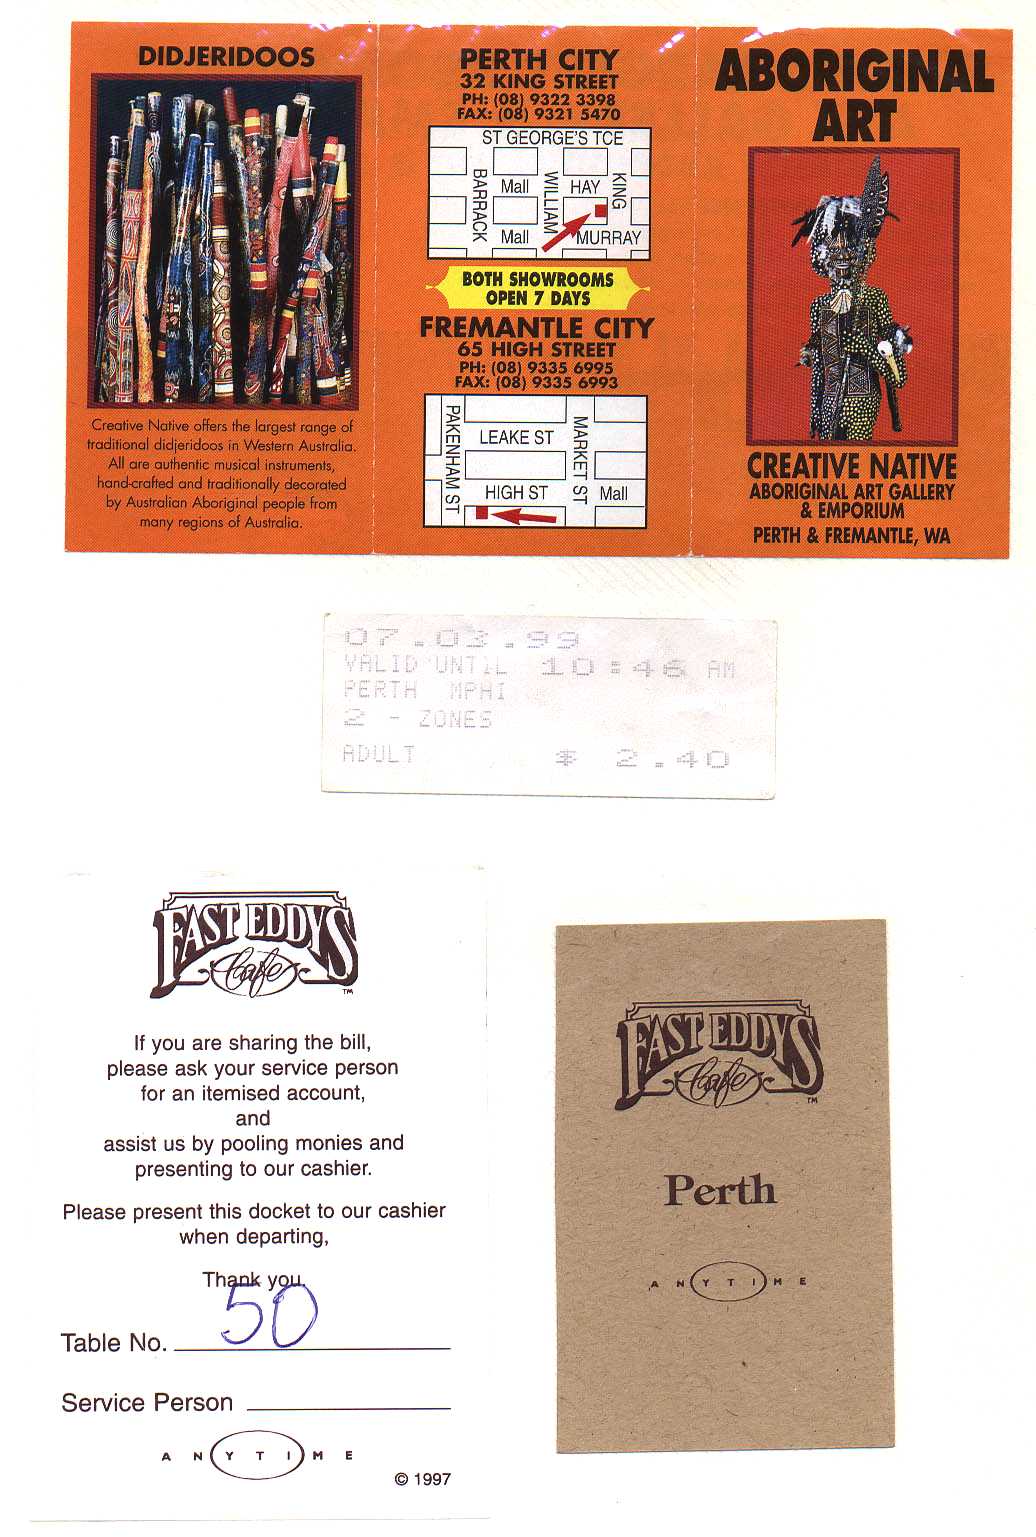 DIDJERIDOOS
Creative Native offers the largest range of
traditional didjeridoos in Western Australia.
All are authentic musical instruments,
hand-crafted and traditionally decorated
by Australian Aboriginal people from
many regions of Australia.
PERTH CITY
32 KING STREET
PH: (08) 9322 3398
FAX: (08) 9321 5470
ST GEORGE'S TCE
BARRACK
Mall
WILLIAM
HAY
KING
Mall
MURRAY
BOTH SHOWROOMS
OPEN 7 DAYS
FREMANTLE CITY
65 HIGH STREET
PH: (08) 9335 6995
FAX: (08) 9335 6993
PAKENHAM ST
LEAKE ST
MARKET ST
HIGH ST
Mall
ABORIGINAL
ART
CREATIVE NATIVE
ABORIGINAL ART GALLERY
& EMPORIUM
PERTH & FREMANTLE, WA
07.03.99
VALID UNTIL 10:46 AM
PERTH MPHI
2 - ZONES
ADULT $ 2.40
FAST EDDYS
Cafe
TM
If you are sharing the bill,
please ask your service person
for an itemised account,
and
assist us by pooling monies and
presenting to our cashier.
Please present this docket to our cashier
when departing,
Thank you.
Table No. 50
Service Person
ANYTIME
© 1997
FAST EDDYS
Cafe
TM
Perth
ANYTIME